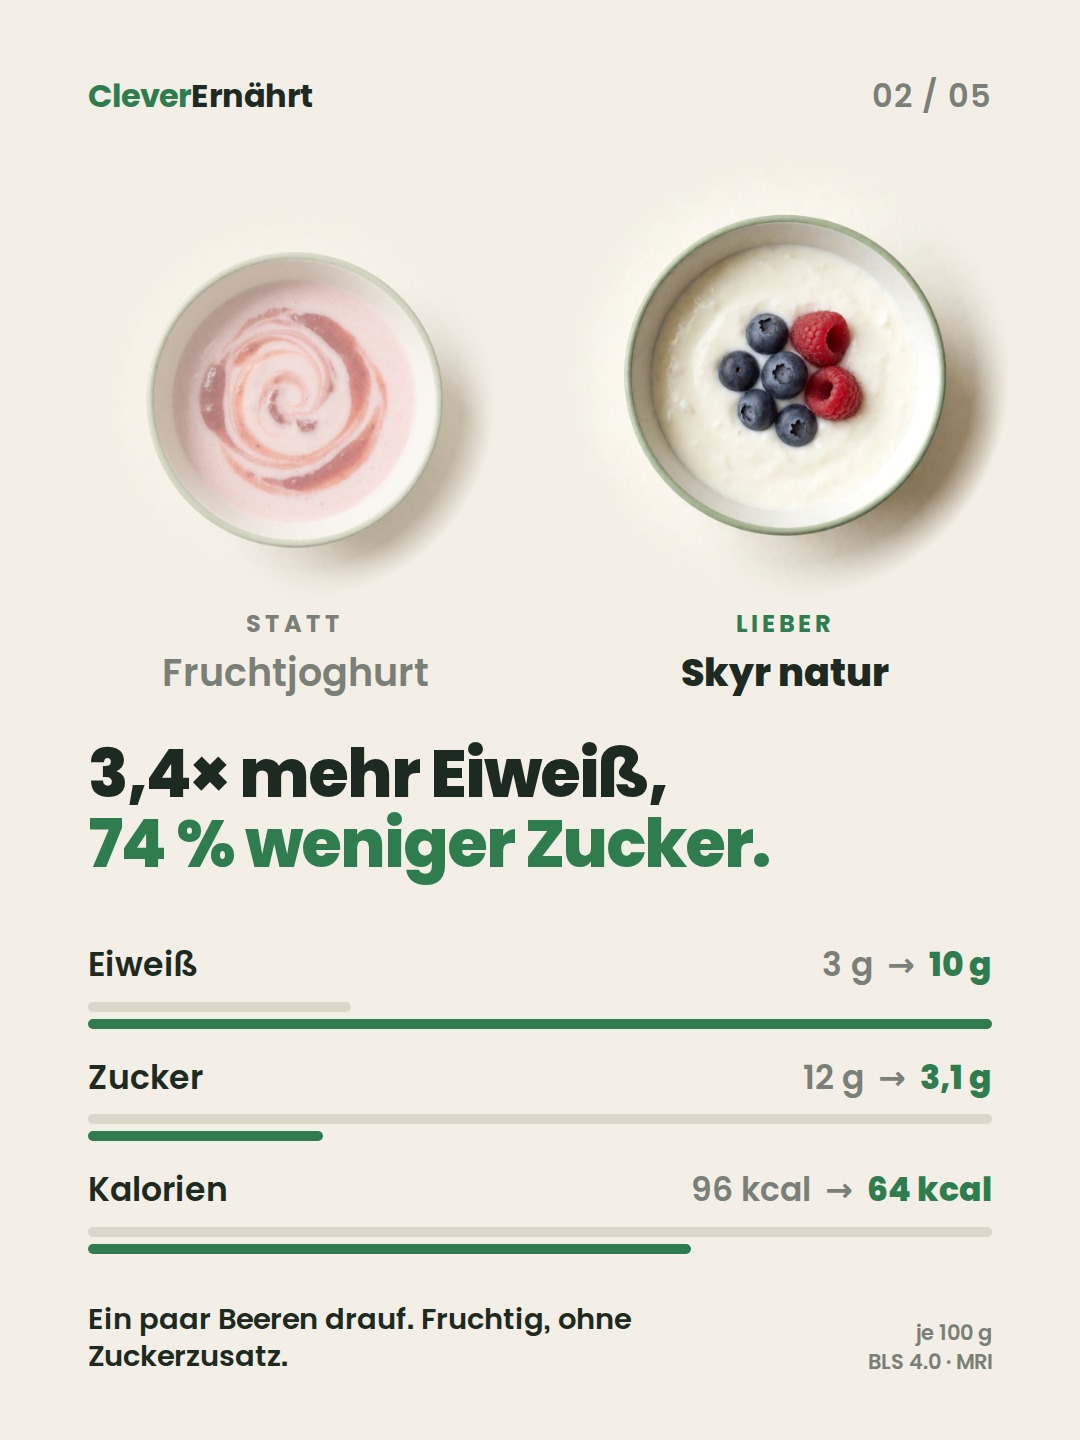 CleverErnährt
02 / 05
STATT
Fruchtjoghurt
LIEBER
Skyr natur
3,4× mehr Eiweiß,
74 % weniger Zucker.
Eiweiß
3 g → 10 g
Zucker
12 g → 3,1 g
Kalorien
96 kcal → 64 kcal
Ein paar Beeren drauf. Fruchtig, ohne
Zuckerzusatz.
je 100 g
BLS 4.0 · MRI